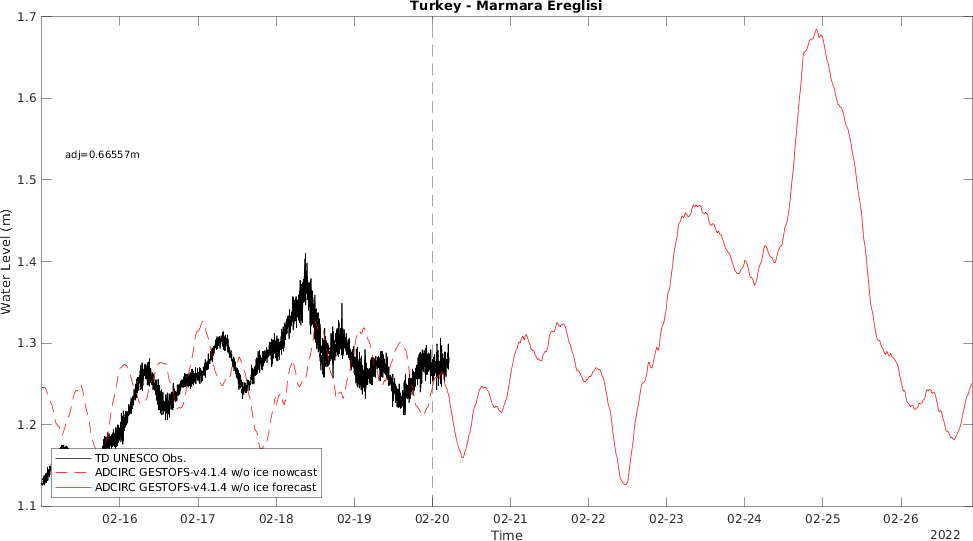 Turkey - Marmara Ereglisi
1.7
1.6
1.5
1.4
1.3
1.2
1.1
Water Level (m)
adj=0.66557m
TD UNESCO Obs.
ADCIRC GESTOFS-v4.1.4 w/o ice nowcast
ADCIRC GESTOFS-v4.1.4 w/o ice forecast
02-16 02-17 02-18 02-19 02-20 02-21 02-22 02-23 02-24 02-25 02-26
Time
2022